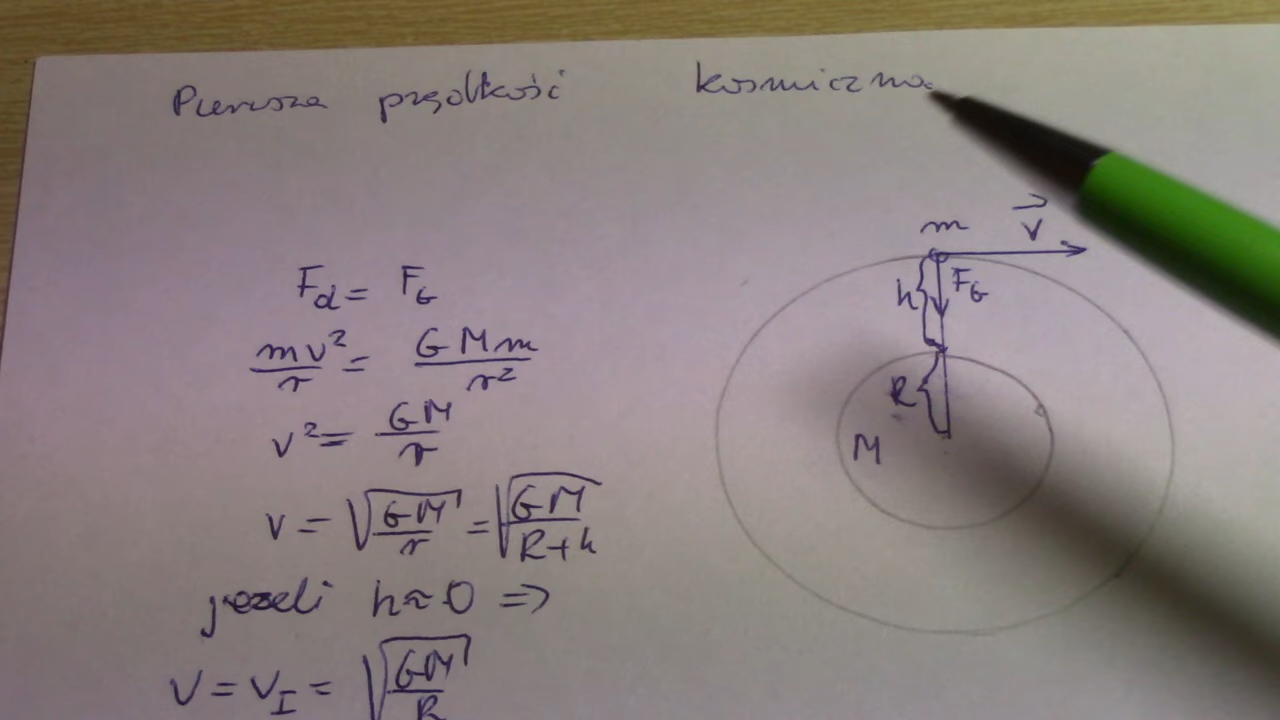 Pierwsza prędkość kosmiczna
F_d = F_G
mv²/r = GMm/r²
v² = GM/r
v = √(GM/r) = √(GM/(R+h))
jeżeli h≈0 ⇒
v = v_I = √(GM/R)
m
v⃗
h
F_G
R
M